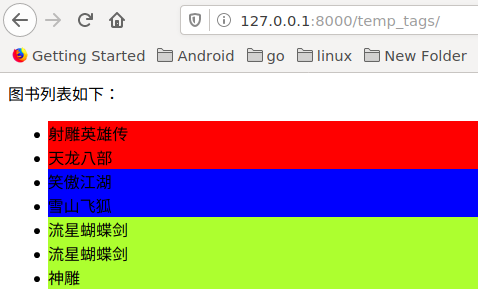 127.0.0.1:8000/temp_tags/
Getting Started Android go linux New Folder
图书列表如下：
射雕英雄传
天龙八部
笑傲江湖
雪山飞狐
流星蝴蝶剑
流星蝴蝶剑
神雕